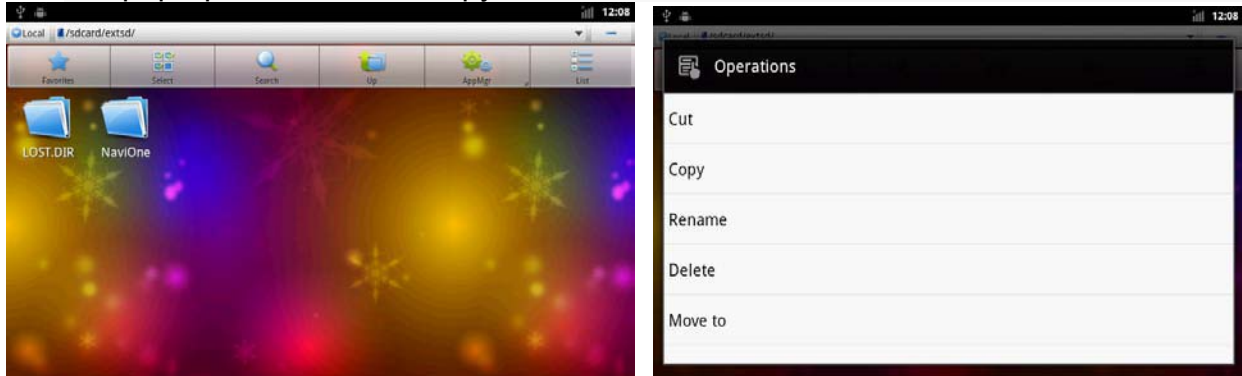 12:08
Local /sdcard/extsd/
Favorites Select Search Up AppMgr List
LOST.DIR NaviOne
12:08
Operations
Cut
Copy
Rename
Delete
Move to